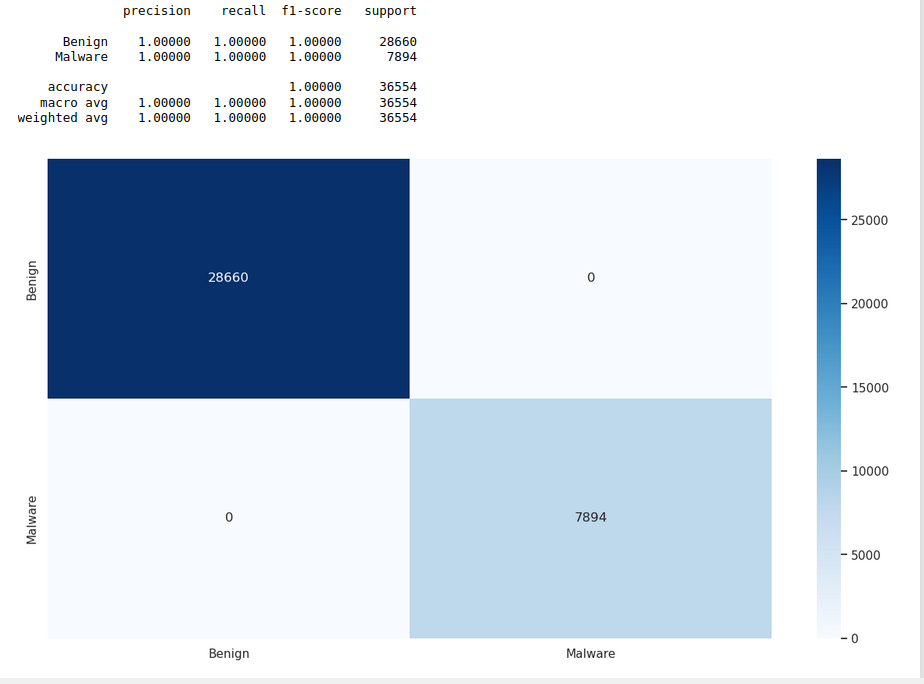 precision recall f1-score support
Benign 1.00000 1.00000 1.00000 28660
Malware 1.00000 1.00000 1.00000 7894
accuracy 1.00000 36554
macro avg 1.00000 1.00000 1.00000 36554
weighted avg 1.00000 1.00000 1.00000 36554
Benign
28660
0
Malware
0
7894
Benign
Malware
25000
20000
15000
10000
5000
0